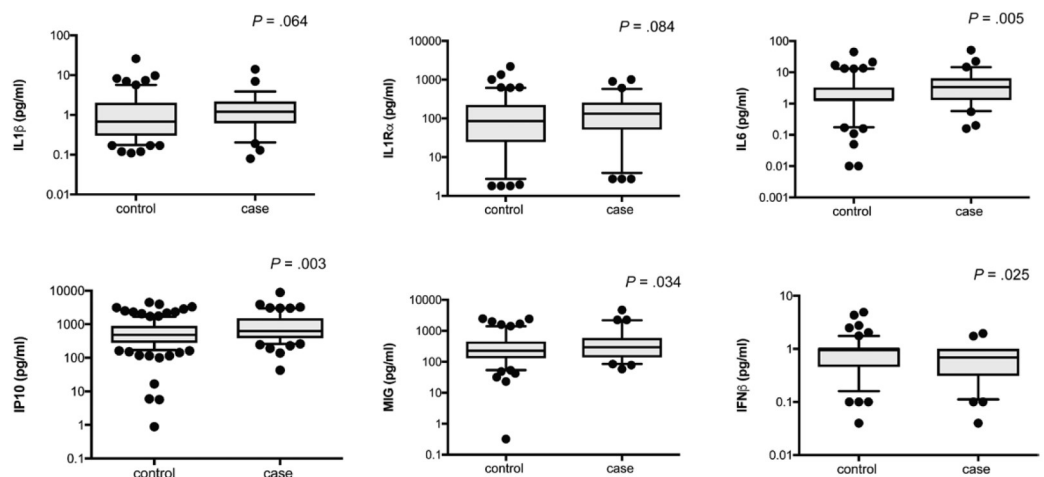 P = .064
IL1β (pg/ml)
100
10
1
0.1
0.01
control case
P = .084
IL1Rα (pg/ml)
10000
1000
100
10
1
control case
P = .005
IL6 (pg/ml)
100
10
1
0.1
0.01
0.001
control case
P = .003
IP10 (pg/ml)
10000
1000
100
10
1
0.1
control case
P = .034
MIG (pg/ml)
10000
1000
100
10
1
0.1
control case
P = .025
IFNβ (pg/ml)
10
1
0.1
0.01
control case